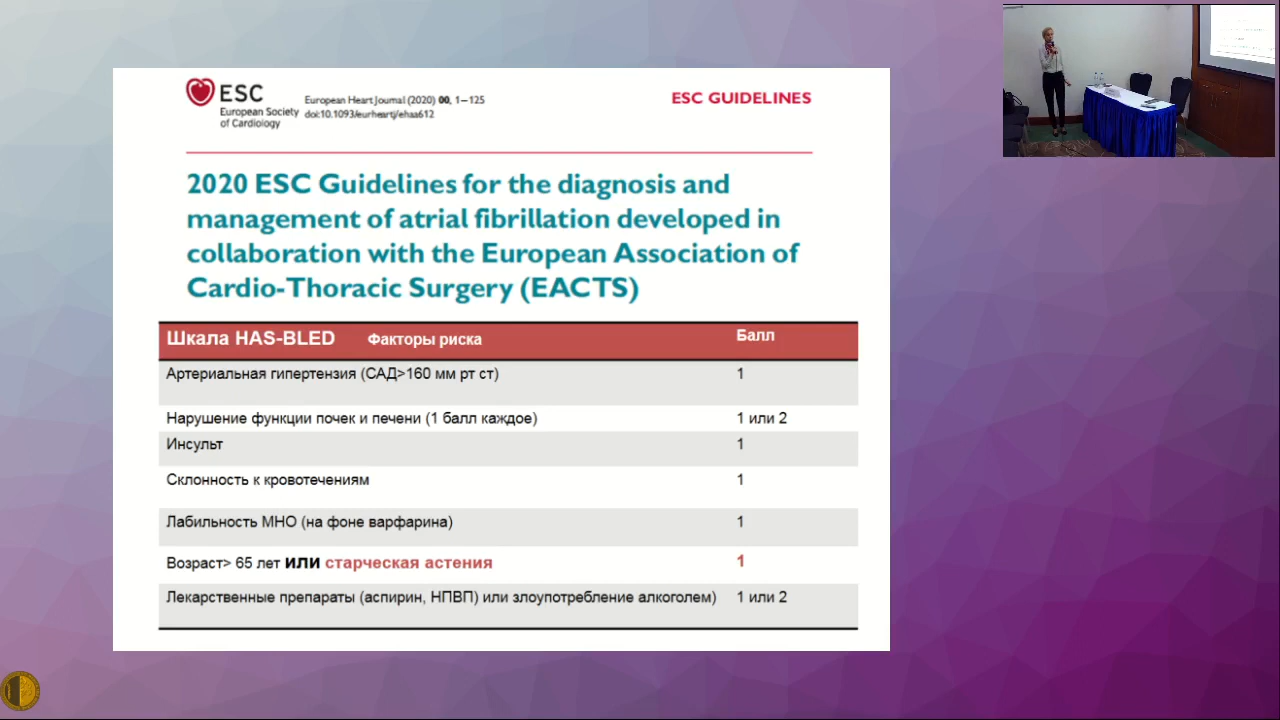 ESC
European Society
of Cardiology
European Heart Journal (2020) 00, 1–125
doi:10.1093/eurheartj/ehaa612
ESC GUIDELINES
2020 ESC Guidelines for the diagnosis and
management of atrial fibrillation developed in
collaboration with the European Association of
Cardio-Thoracic Surgery (EACTS)
Шкала HAS-BLED Факторы риска Балл
Артериальная гипертензия (САД>160 мм рт ст) 1
Нарушение функции почек и печени (1 балл каждое) 1 или 2
Инсульт 1
Склонность к кровотечениям 1
Лабильность МНО (на фоне варфарина) 1
Возраст> 65 лет или старческая астения 1
Лекарственные препараты (аспирин, НПВП) или злоупотребление алкоголем) 1 или 2